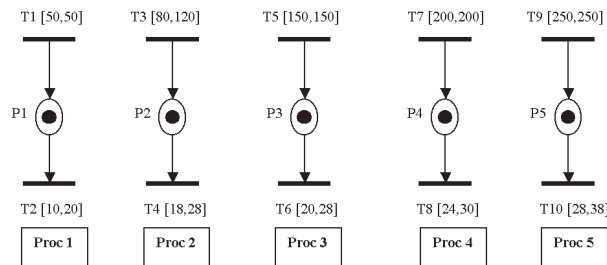 T1 [50,50] T3 [80,120] T5 [150,150] T7 [200,200] T9 [250,250]
P1 P2 P3 P4 P5
T2 [10,20] T4 [18,28] T6 [20,28] T8 [24,30] T10 [28,38]
Proc 1 Proc 2 Proc 3 Proc 4 Proc 5